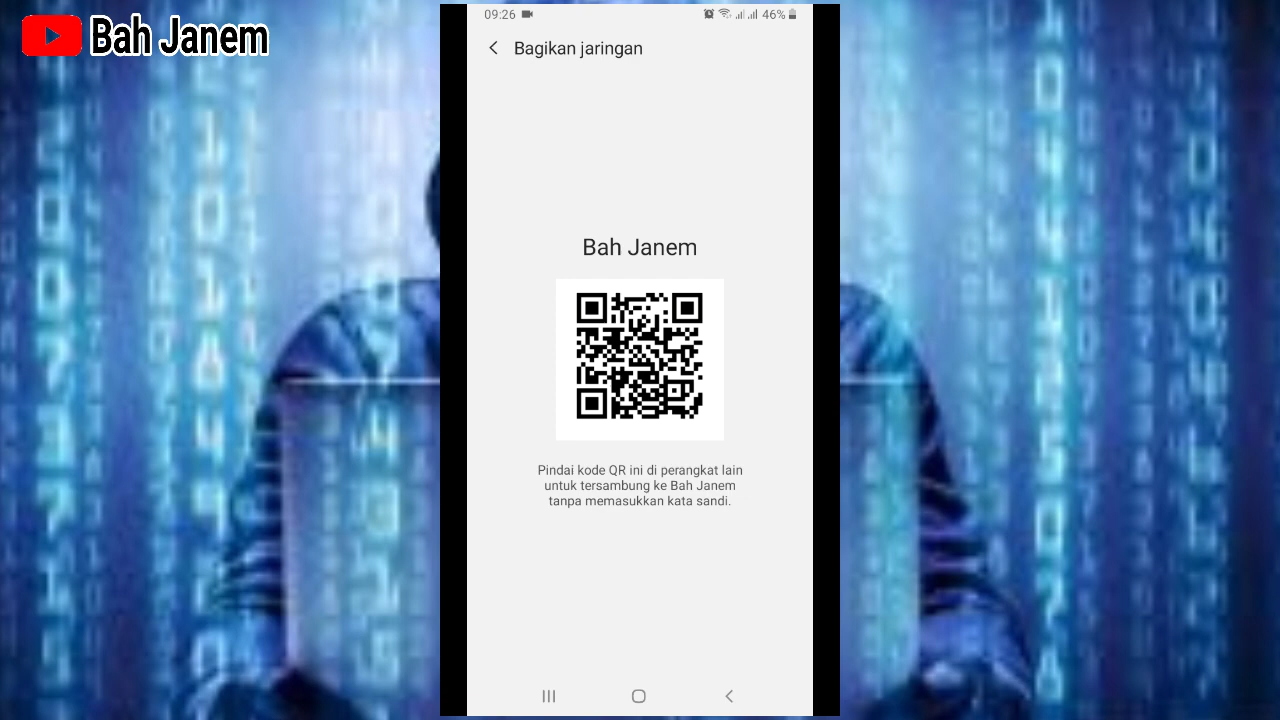 Bah Janem
09:26
46%
Bagikan jaringan
Bah Janem
Pindai kode QR ini di perangkat lain
untuk tersambung ke Bah Janem
tanpa memasukkan kata sandi.